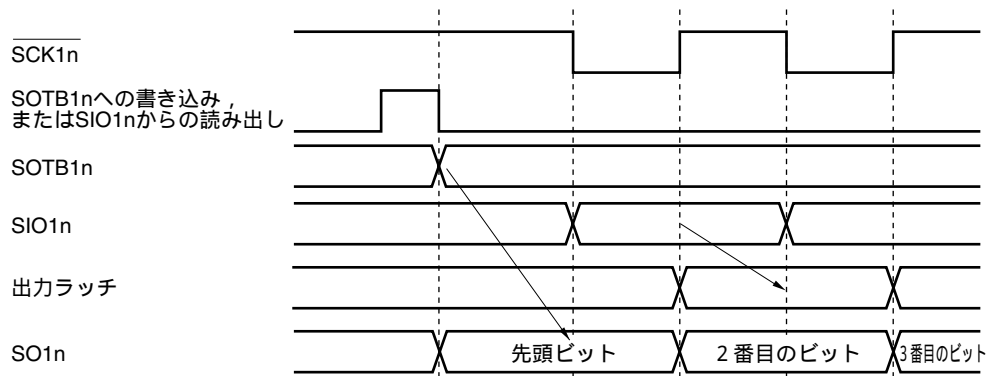 SCK1n
SOTB1nへの書き込み,
またはSIO1nからの読み出し
SOTB1n
SIO1n
出力ラッチ
SO1n
先頭ビット
2番目のビット
3番目のビット